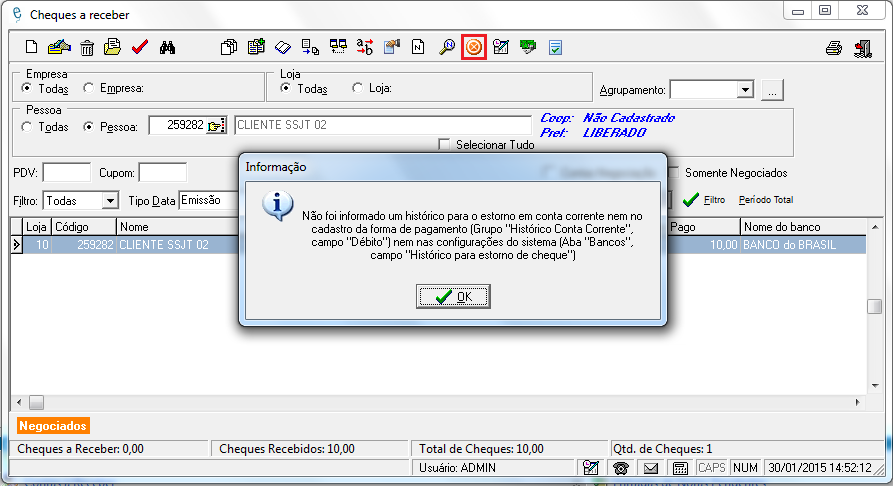 Cheques a receber
Empresa
Todas
Empresa:
Loja
Todas
Loja:
Agrupamento:
...
Pessoa
Todas
Pessoa:
259282
CLIENTE SSJT 02
Coop: Não Cadastrado
Pref: LIBERADO
Selecionar Tudo
PDV:
Cupom:
Somente Negociados
Filtro:
Todas
Tipo Data
Emissão
Filtro
Período Total
Loja Código Nome Pago Nome do banco
10 259282 CLIENTE SSJT 02 10,00 BANCO do BRASIL
Informação
Não foi informado um histórico para o estorno em conta corrente nem no
cadastro da forma de pagamento (Grupo "Histórico Conta Corrente",
campo "Débito") nem nas configurações do sistema (Aba "Bancos",
campo "Histórico para estorno de cheque")
OK
Negociados
Cheques a Receber: 0,00 Cheques Recebidos: 10,00 Total de Cheques: 10,00 Qtd. de Cheques: 1
Usuário: ADMIN CAPS NUM 30/01/2015 14:52:12